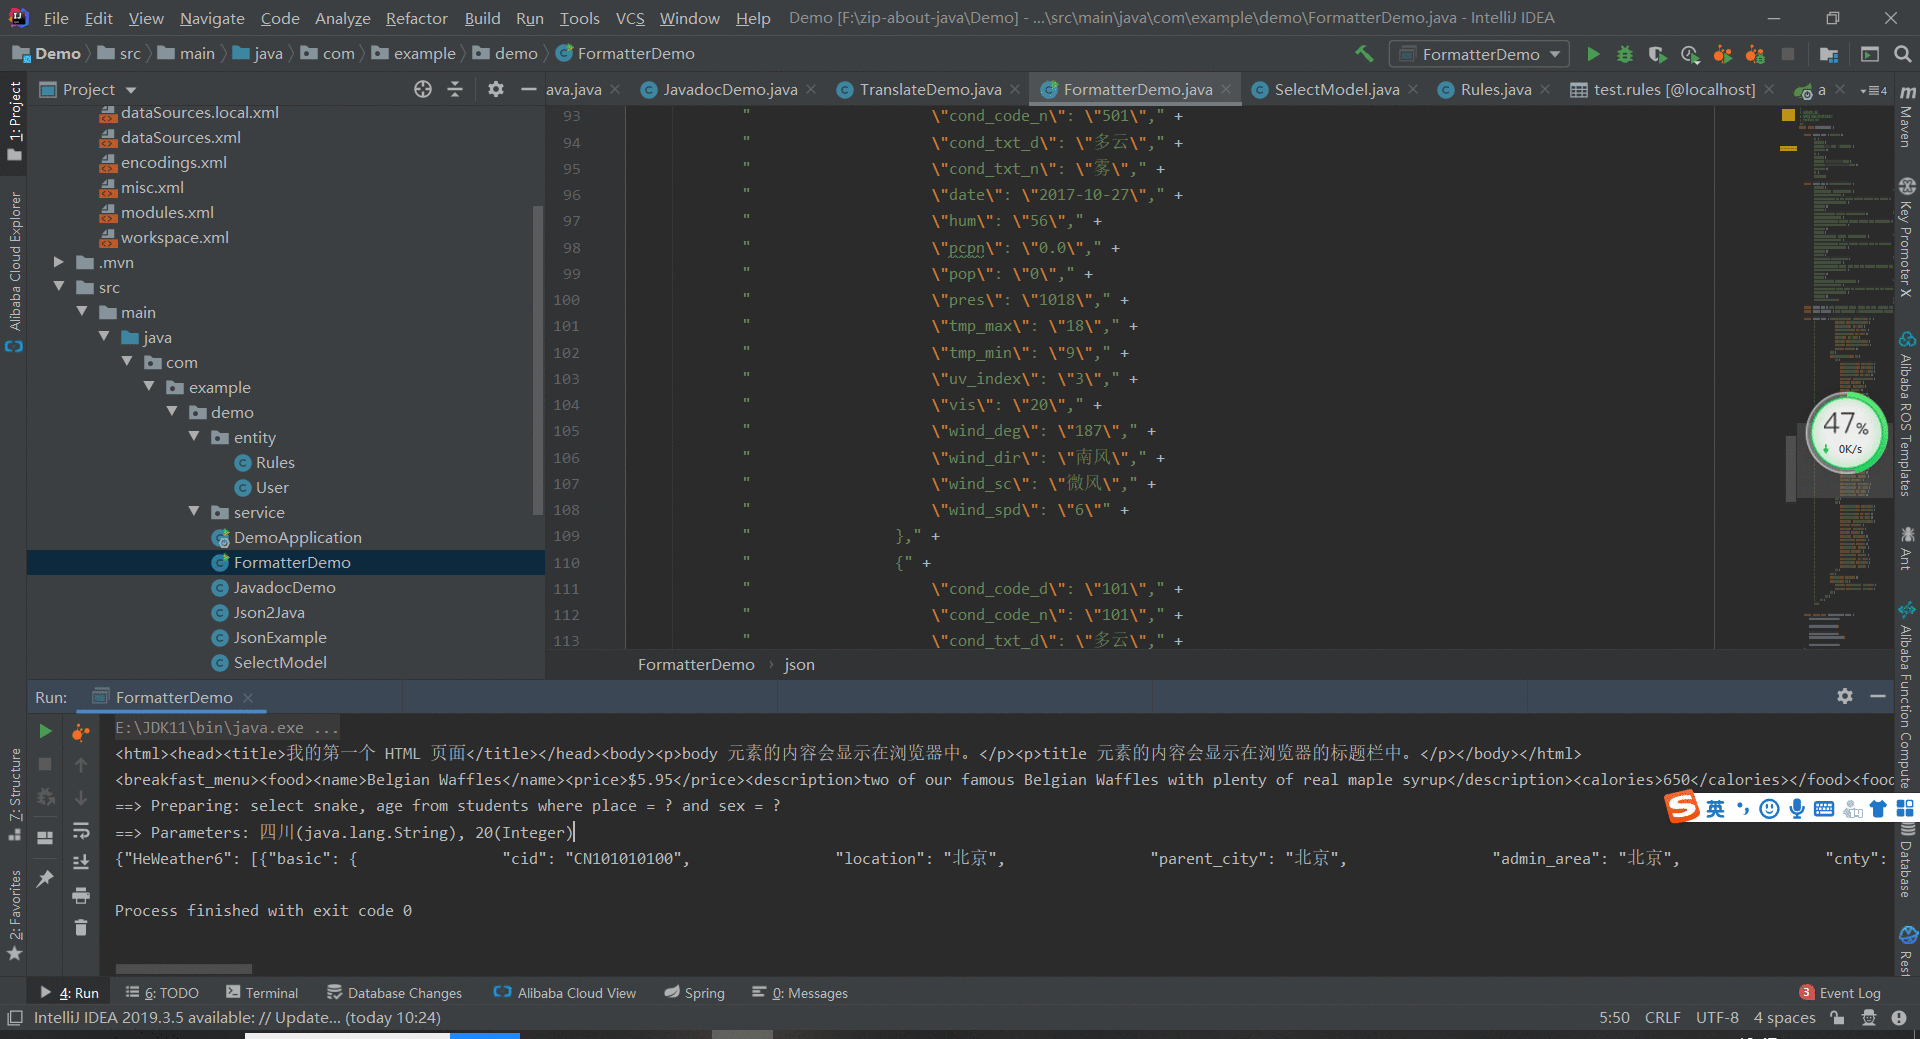 File Edit View Navigate Code Analyze Refactor Build Run Tools VCS Window Help Demo [F:\zip-about-java\Demo] - ...\src\main\java\com\example\demo\FormatterDemo.java - IntelliJ IDEA
Demo src main java com example demo FormatterDemo FormatterDemo
Project ava.java JavadocDemo.java TranslateDemo.java FormatterDemo.java SelectModel.java Rules.java test.rules [@localhost] a 4
dataSources.local.xml
dataSources.xml
encodings.xml
misc.xml
modules.xml
workspace.xml
.mvn
src
main
java
com
example
demo
entity
Rules
User
service
DemoApplication
FormatterDemo
JavadocDemo
Json2Java
JsonExample
SelectModel
93 " \"cond_code_n\": \"501\"," +
94 " \"cond_txt_d\": \"多云\"," +
95 " \"cond_txt_n\": \"雾\"," +
96 " \"date\": \"2017-10-27\"," +
97 " \"hum\": \"56\"," +
98 " \"pcpn\": \"0.0\"," +
99 " \"pop\": \"0\"," +
100 " \"pres\": \"1018\"," +
101 " \"tmp_max\": \"18\"," +
102 " \"tmp_min\": \"9\"," +
103 " \"uv_index\": \"3\"," +
104 " \"vis\": \"20\"," +
105 " \"wind_deg\": \"187\"," +
106 " \"wind_dir\": \"南风\"," +
107 " \"wind_sc\": \"微风\"," +
108 " \"wind_spd\": \"6\"" +
109 " }," +
110 " {" +
111 " \"cond_code_d\": \"101\"," +
112 " \"cond_code_n\": \"101\"," +
113 " \"cond_txt_d\": \"多云\"," +
FormatterDemo › json
1: Project
Alibaba Cloud Explorer
7: Structure
2: Favorites
Maven
Key Promoter X
Alibaba ROS Templates
Ant
Alibaba Function Compute
Database
Rest
47%
0K/s
英
Run: FormatterDemo
E:\JDK11\bin\java.exe ...
<html><head><title>我的第一个 HTML 页面</title></head><body><p>body 元素的内容会显示在浏览器中。</p><p>title 元素的内容会显示在浏览器的标题栏中。</p></body></html>
<breakfast_menu><food><name>Belgian Waffles</name><price>$5.95</price><description>two of our famous Belgian Waffles with plenty of real maple syrup</description><calories>650</calories></food><food
==> Preparing: select snake, age from students where place = ? and sex = ?
==> Parameters: 四川(java.lang.String), 20(Integer)
{"HeWeather6": [{"basic": { "cid": "CN101010100", "location": "北京", "parent_city": "北京", "admin_area": "北京", "cnty":
Process finished with exit code 0
4: Run 6: TODO Terminal Database Changes Alibaba Cloud View Spring 0: Messages 3 Event Log
IntelliJ IDEA 2019.3.5 available: // Update... (today 10:24) 5:50 CRLF UTF-8 4 spaces